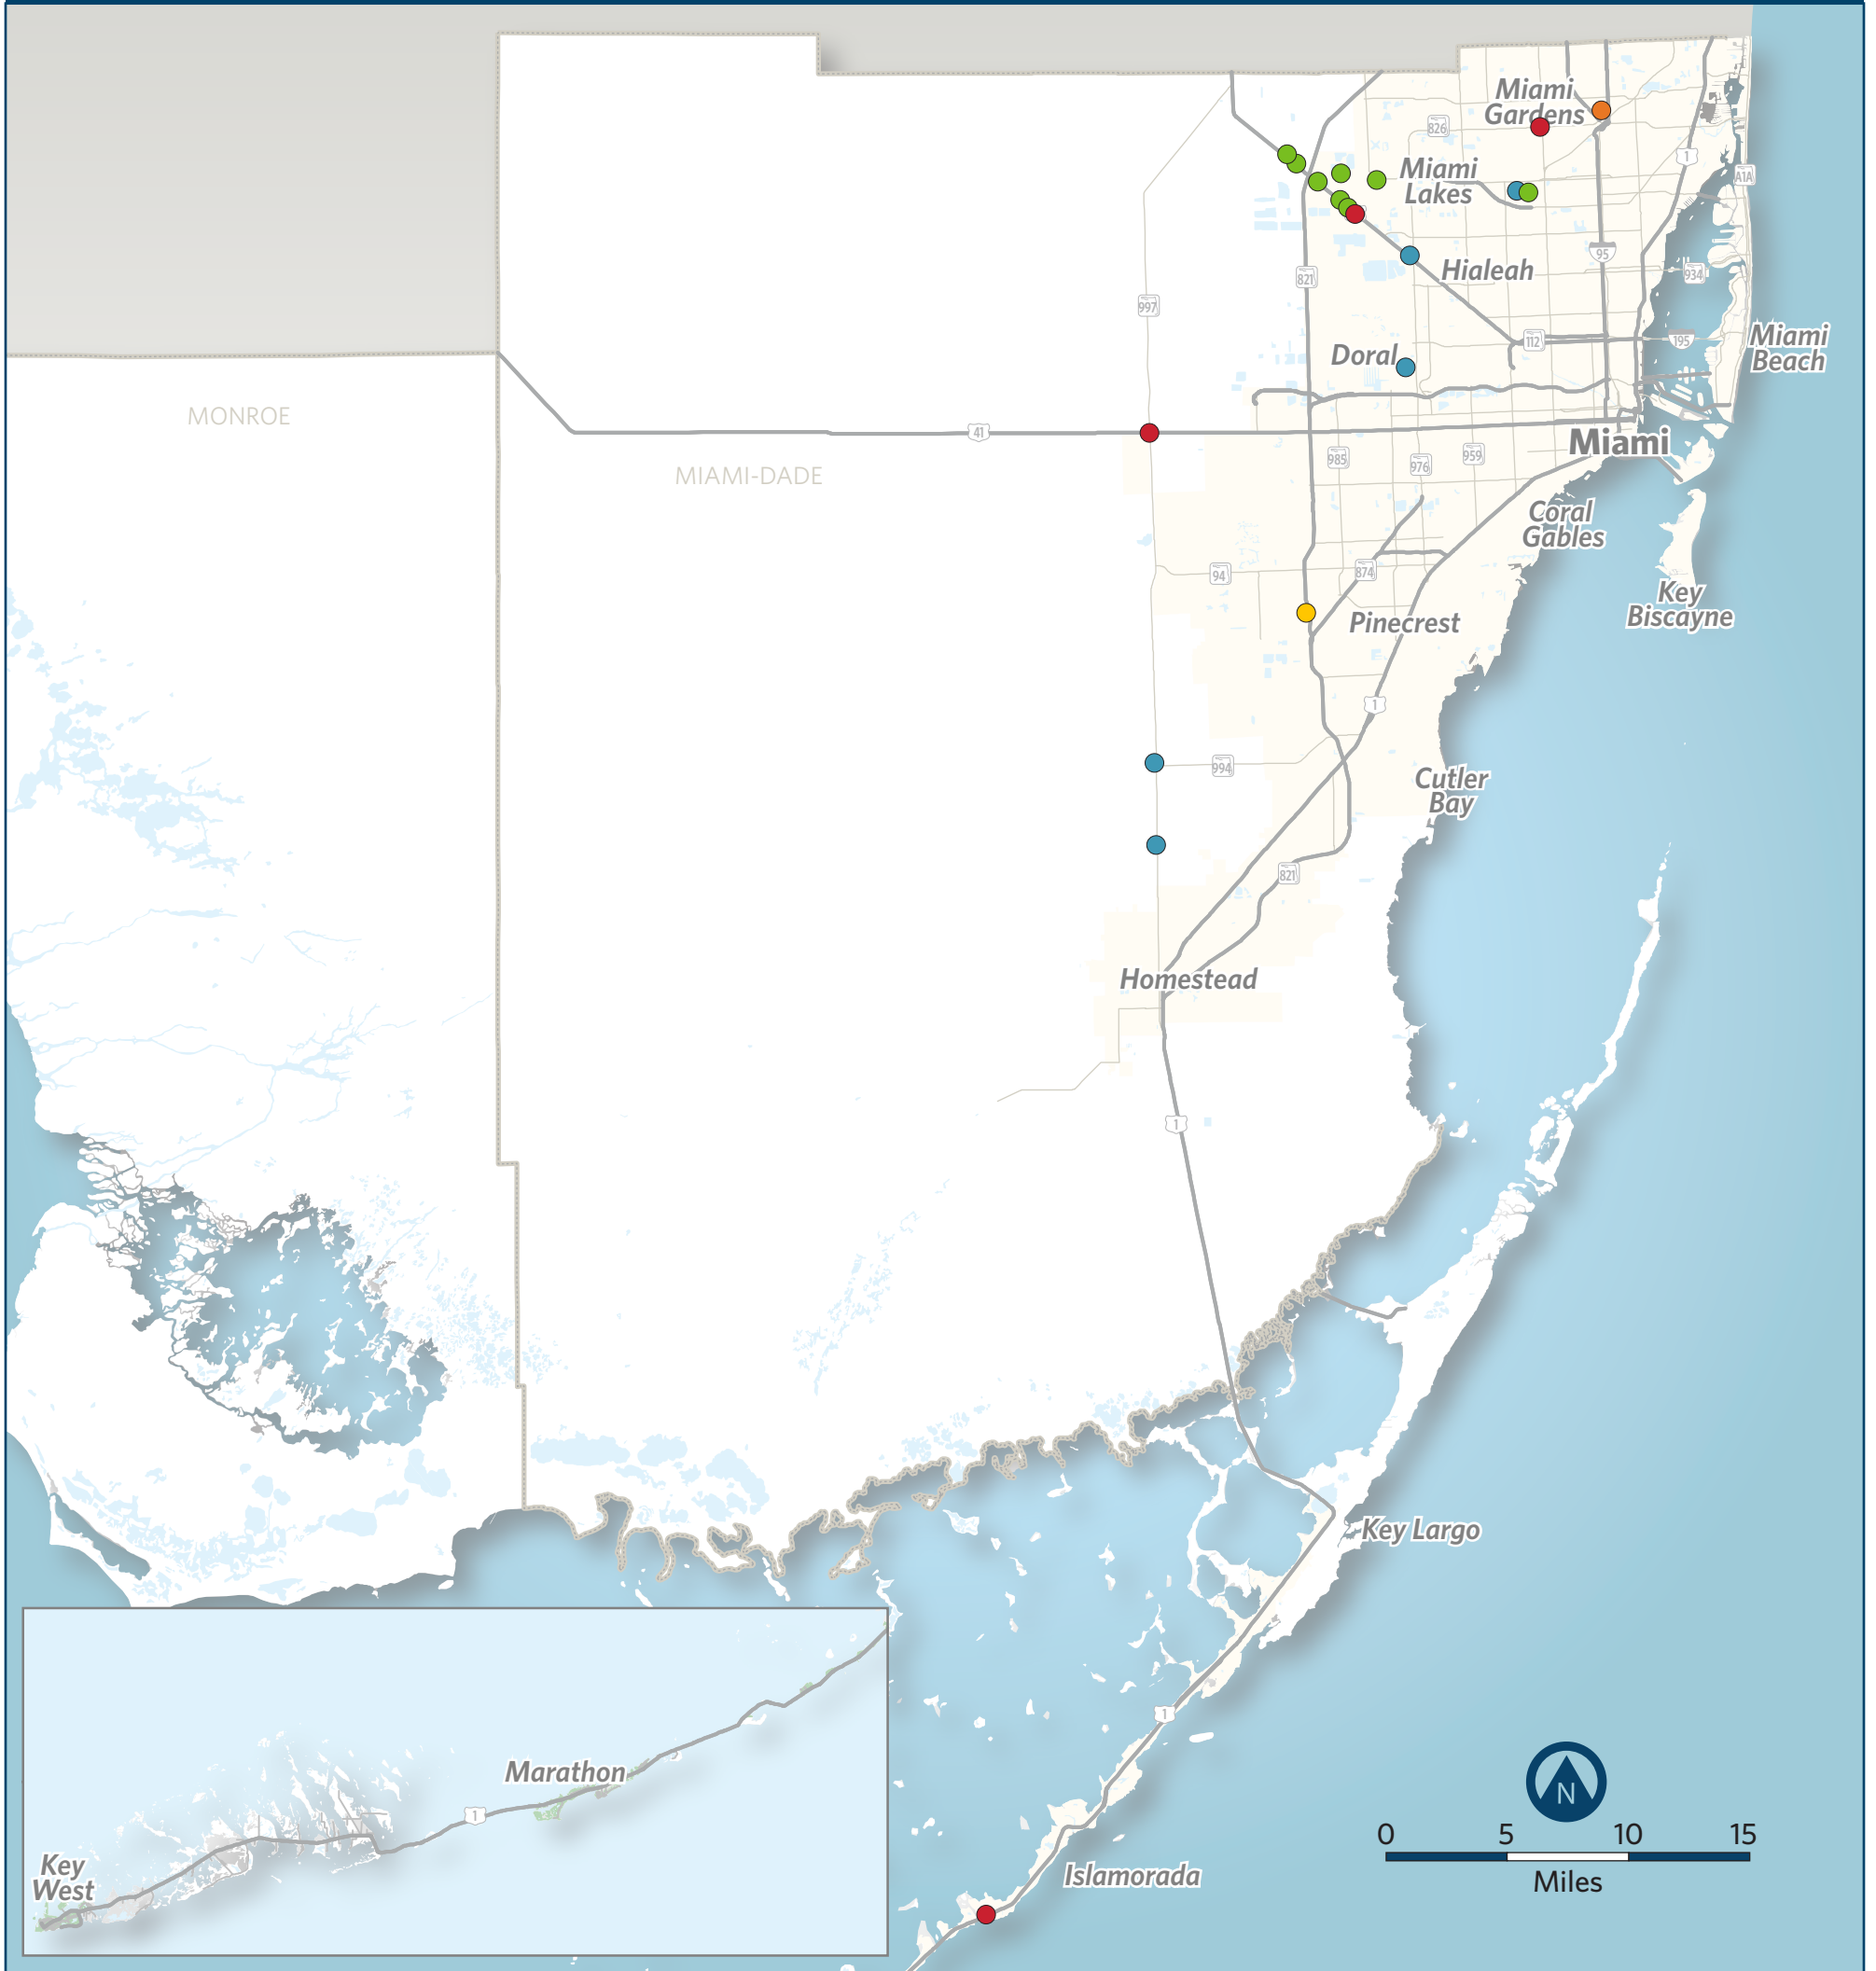 Miami
Gardens
826
1
Miami
Lakes
A1A
95
Hialeah
934
821
997
112
195
Miami
Beach
Doral
MONROE
41
Miami
MIAMI-DADE
985
976
959
Coral
Gables
94
874
Key
Biscayne
Pinecrest
1
994
Cutler
Bay
821
Homestead
1
Key Largo
1
Marathon
1
Key
West
Islamorada
N
0 5 10 15
Miles